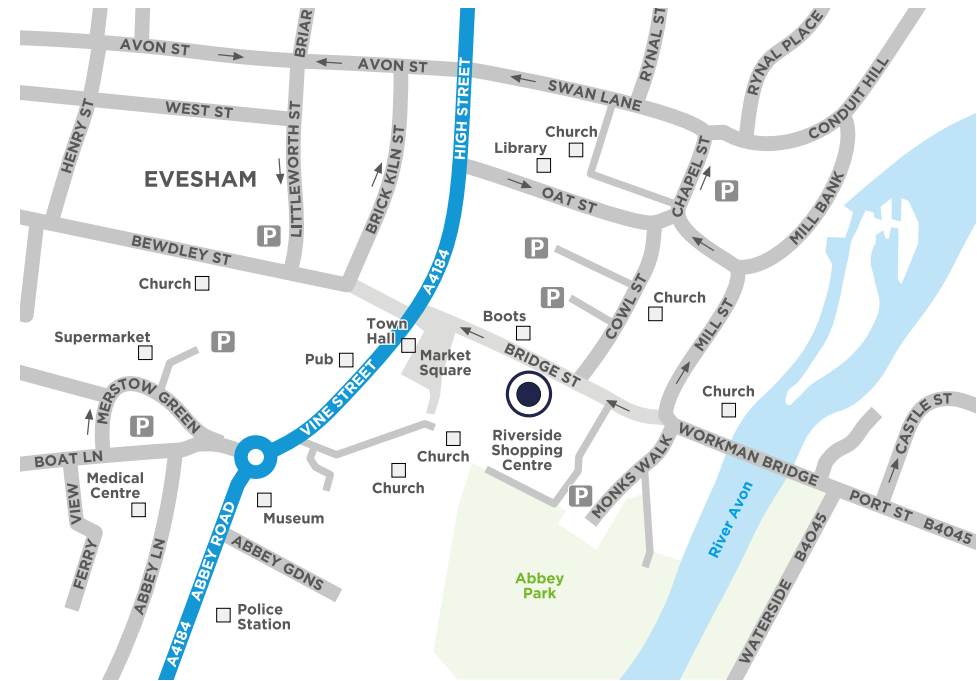 AVON ST
BRIAR
AVON ST
HIGH STREET
RYNAL ST
RYNAL PLACE
SWAN LANE
CONDUIT HILL
HENRY ST
WEST ST
LITTLEWORTH ST
BRICK KILN ST
Church
Library
OAT ST
CHAPEL ST
P
MILL BANK
EVESHAM
P
BEWDLEY ST
A4184
P
Church
P
COWL ST
Church
MILL ST
Boots
Town
Hall
Supermarket
P
Pub
Market
Square
BRIDGE ST
VINE STREET
MERSTOW GREEN
P
Church
CASTLE ST
Riverside
Shopping
Centre
Church
WORKMAN BRIDGE
BOAT LN
Medical
Centre
Church
P
MONKS WALK
PORT ST
B4045
VIEW
FERRY
ABBEY LN
Museum
ABBEY ROAD
ABBEY GDNS
River Avon
B4045
WATERSIDE
Abbey
Park
Police
Station
A4184